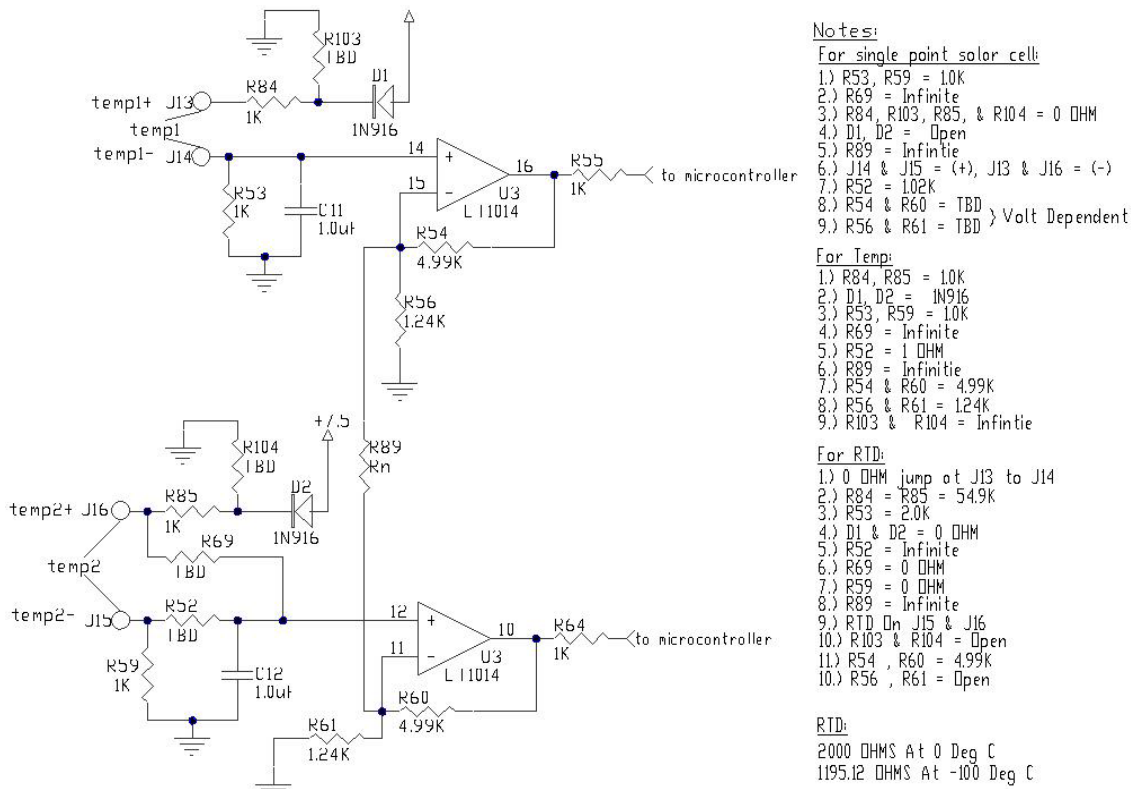 R103
TBD
D1
R84
temp1+ J13
1K
1N916
temp1
temp1- J14
14
+
16
R55
15
-
U3
1K
to microcontroller
R53
1K
C11
1.0uf
LT1014
R54
4.99K
R56
1.24K
+7.5
R104
TBD
R89
Rn
R85
D2
temp2+ J16
1K
1N916
R69
temp2
TBD
R52
temp2- J15
TBD
12
+
10
R64
11
-
U3
1K
to microcontroller
R59
1K
C12
1.0uf
LT1014
R60
4.99K
R61
1.24K
Notes:
For single point solar cell:
1.) R53, R59 = 1.0K
2.) R69 = Infinite
3.) R84, R103, R85, & R104 = 0 OHM
4.) D1, D2 = Open
5.) R89 = Infintie
6.) J14 & J15 = (+), J13 & J16 = (-)
7.) R52 = 1.02K
8.) R54 & R60 = TBD
9.) R56 & R61 = TBD } Volt Dependent
For Temp:
1.) R84, R85 = 1.0K
2.) D1, D2 = 1N916
3.) R53, R59 = 1.0K
4.) R69 = Infinite
5.) R52 = 1 OHM
6.) R89 = Infinitie
7.) R54 & R60 = 4.99K
8.) R56 & R61 = 1.24K
9.) R103 & R104 = Infintie
For RTD:
1.) 0 OHM jump at J13 to J14
2.) R84 = R85 = 54.9K
3.) R53 = 2.0K
4.) D1 & D2 = 0 OHM
5.) R52 = Infinite
6.) R69 = 0 OHM
7.) R59 = 0 OHM
8.) R89 = Infinite
9.) RTD On J15 & J16
10.) R103 & R104 = Open
11.) R54 , R60 = 4.99K
10.) R56 , R61 = Open
RTD:
2000 OHMS At 0 Deg C
1195.12 OHMS At -100 Deg C